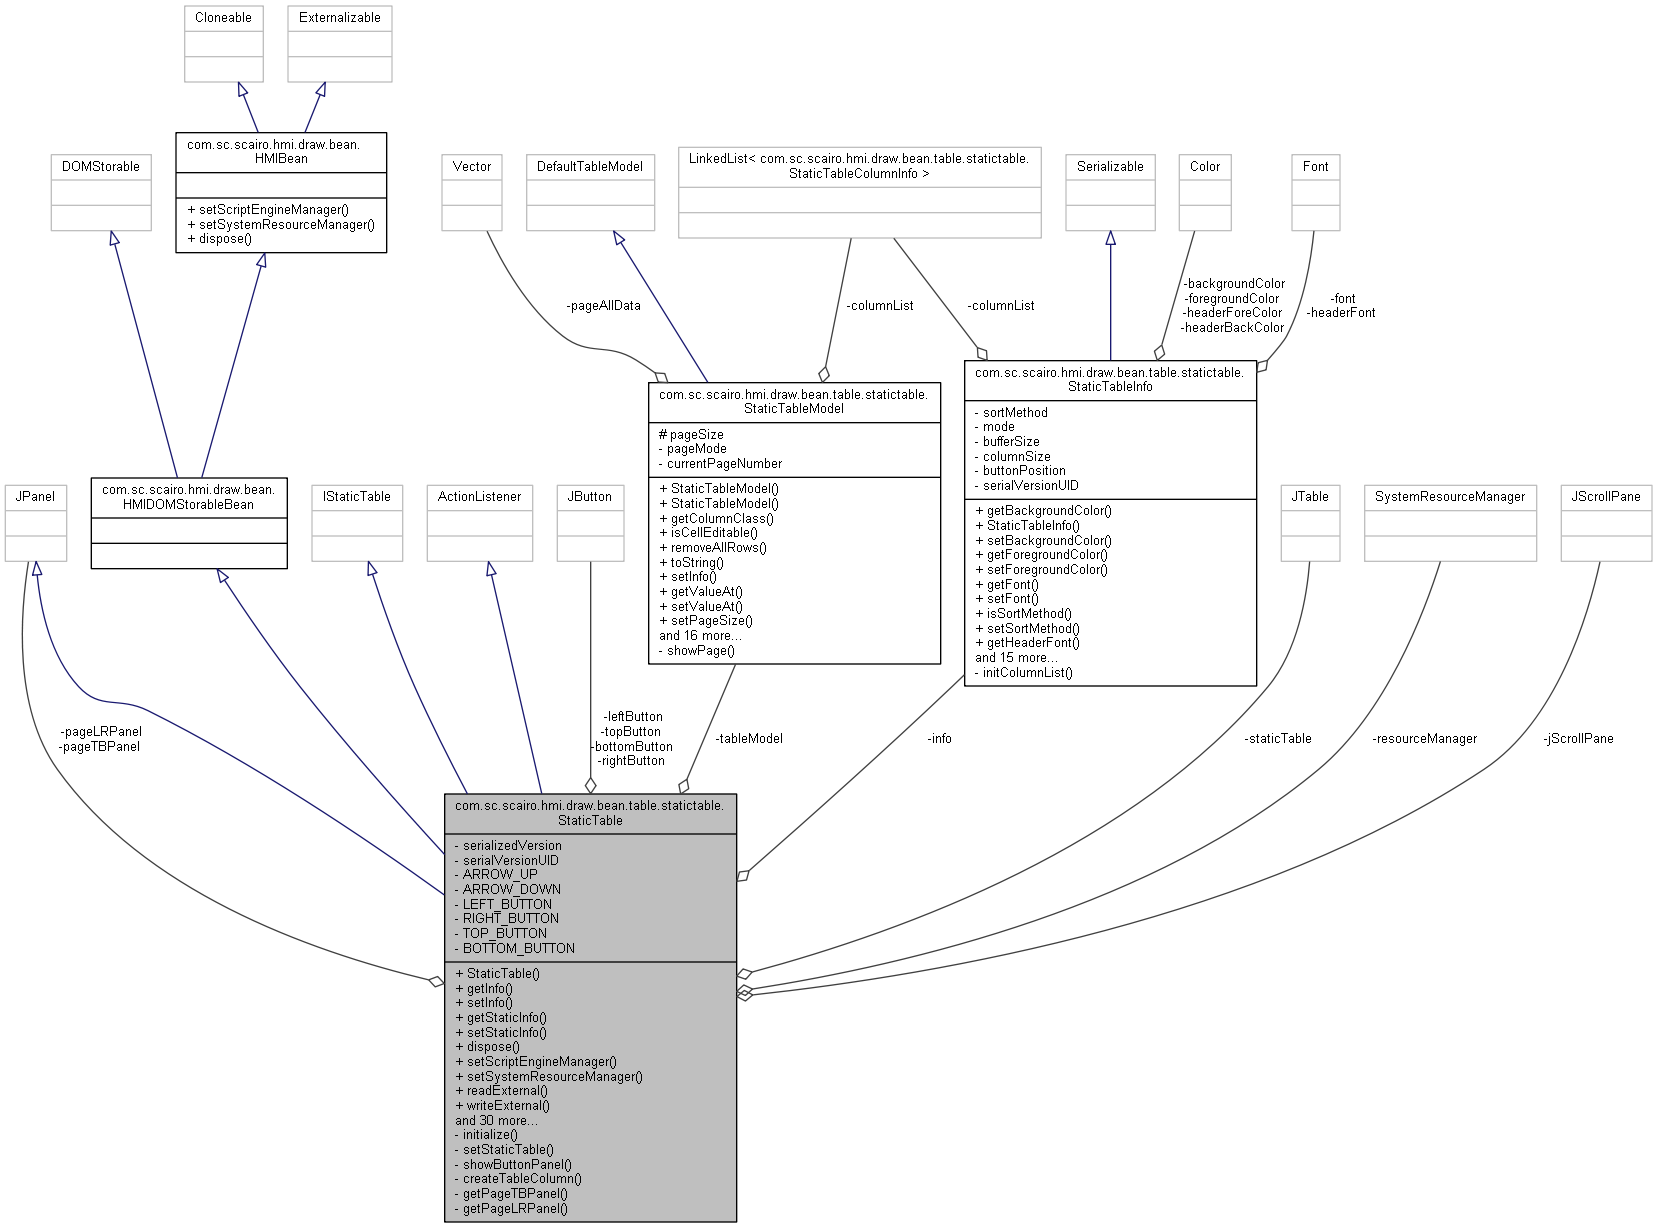 Cloneable
Externalizable
com.sc.scairo.hmi.draw.bean.
HMIBean
+ setScriptEngineManager()
+ setSystemResourceManager()
+ dispose()
DOMStorable
Vector
DefaultTableModel
LinkedList< com.sc.scairo.hmi.draw.bean.table.statictable.
StaticTableColumnInfo >
Serializable
Color
Font
-pageAllData
-columnList
-columnList
-backgroundColor
-foregroundColor
-headerForeColor
-headerBackColor
-font
-headerFont
com.sc.scairo.hmi.draw.bean.table.statictable.
StaticTableModel
# pageSize
- pageMode
- currentPageNumber
+ StaticTableModel()
+ StaticTableModel()
+ getColumnClass()
+ isCellEditable()
+ removeAllRows()
+ toString()
+ setInfo()
+ getValueAt()
+ setValueAt()
+ setPageSize()
and 16 more...
- showPage()
com.sc.scairo.hmi.draw.bean.table.statictable.
StaticTableInfo
- sortMethod
- mode
- bufferSize
- columnSize
- buttonPosition
- serialVersionUID
+ getBackgroundColor()
+ StaticTableInfo()
+ setBackgroundColor()
+ getForegroundColor()
+ setForegroundColor()
+ getFont()
+ setFont()
+ isSortMethod()
+ setSortMethod()
+ getHeaderFont()
and 15 more...
- initColumnList()
JPanel
com.sc.scairo.hmi.draw.bean.
HMIDOMStorableBean
IStaticTable
ActionListener
JButton
JTable
SystemResourceManager
JScrollPane
-pageLRPanel
-pageTBPanel
-leftButton
-topButton
-bottomButton
-rightButton
-tableModel
-info
-staticTable
-resourceManager
-jScrollPane
com.sc.scairo.hmi.draw.bean.table.statictable.
StaticTable
- serializedVersion
- serialVersionUID
- ARROW_UP
- ARROW_DOWN
- LEFT_BUTTON
- RIGHT_BUTTON
- TOP_BUTTON
- BOTTOM_BUTTON
+ StaticTable()
+ getInfo()
+ setInfo()
+ getStaticInfo()
+ setStaticInfo()
+ dispose()
+ setScriptEngineManager()
+ setSystemResourceManager()
+ readExternal()
+ writeExternal()
and 30 more...
- initialize()
- setStaticTable()
- showButtonPanel()
- createTableColumn()
- getPageTBPanel()
- getPageLRPanel()